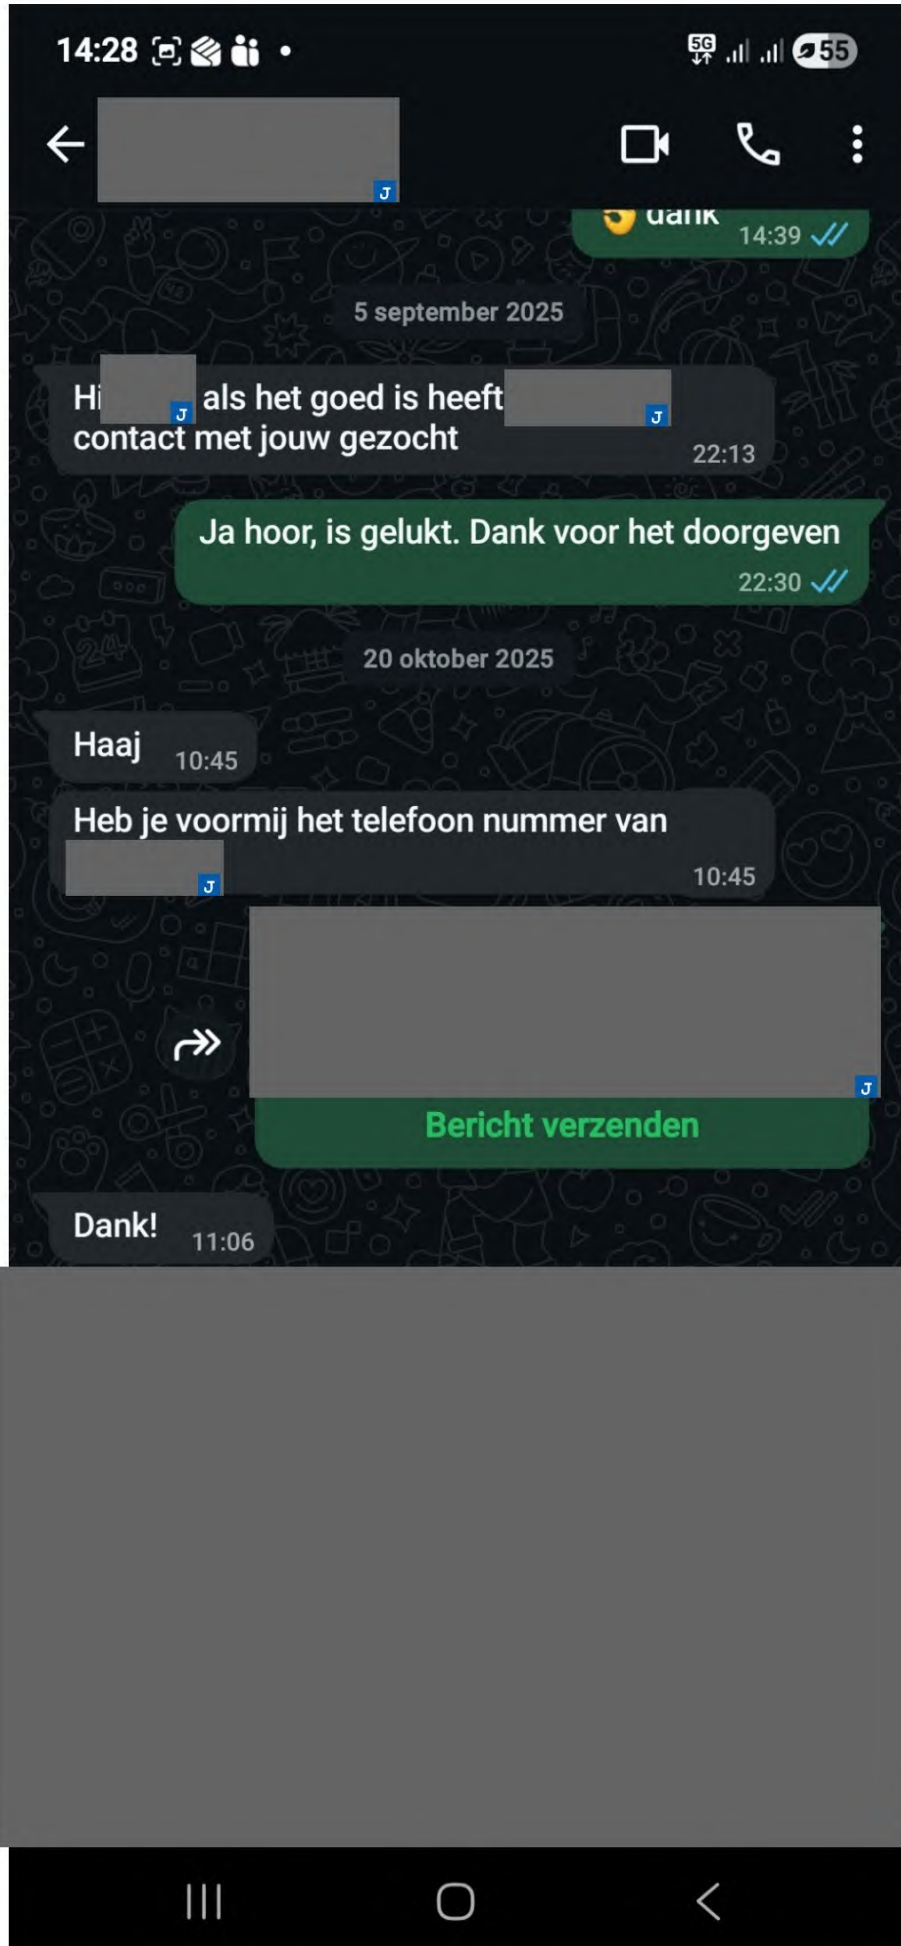 14:28
5G
55
J
dank
14:39
5 september 2025
Hi J als het goed is heeft J
contact met jouw gezocht
22:13
Ja hoor, is gelukt. Dank voor het doorgeven
22:30
20 oktober 2025
Haaj
10:45
Heb je voormij het telefoon nummer van
J
10:45
J
Bericht verzenden
Dank!
11:06